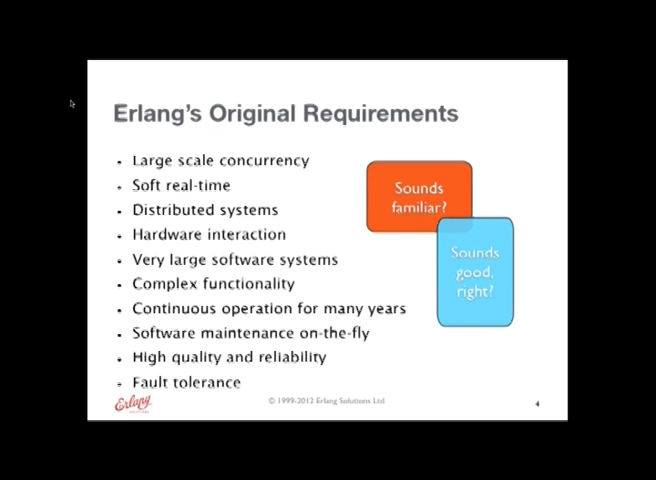 Erlang's Original Requirements
Large scale concurrency
Soft real-time
Distributed systems
Hardware interaction
Very large software systems
Complex functionality
Continuous operation for many years
Software maintenance on-the-fly
High quality and reliability
Fault tolerance
Sounds
familiar?
Sounds
good,
right?
Erlang
© 1999-2012 Erlang Solutions Ltd.
4